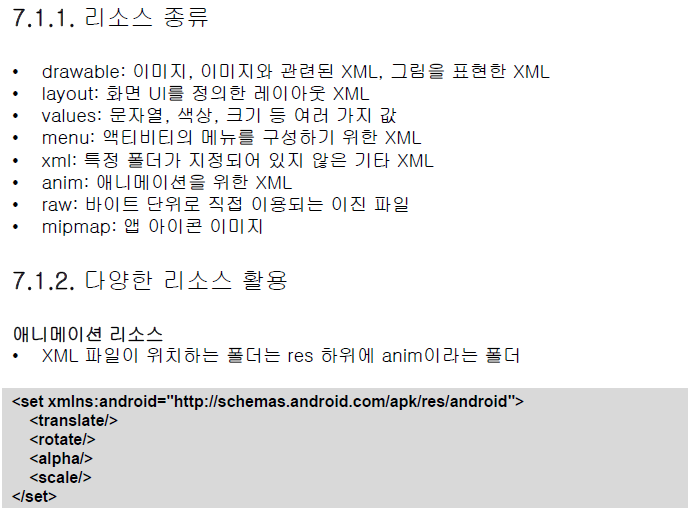 7.1.1. 리소스 종류
• drawable: 이미지, 이미지와 관련된 XML, 그림을 표현한 XML
• layout: 화면 UI를 정의한 레이아웃 XML
• values: 문자열, 색상, 크기 등 여러 가지 값
• menu: 액티비티의 메뉴를 구성하기 위한 XML
• xml: 특정 폴더가 지정되어 있지 않은 기타 XML
• anim: 애니메이션을 위한 XML
• raw: 바이트 단위로 직접 이용되는 이진 파일
• mipmap: 앱 아이콘 이미지
7.1.2. 다양한 리소스 활용
애니메이션 리소스
• XML 파일이 위치하는 폴더는 res 하위에 anim이라는 폴더
<set xmlns:android="http://schemas.android.com/apk/res/android">
<translate/>
<rotate/>
<alpha/>
<scale/>
</set>